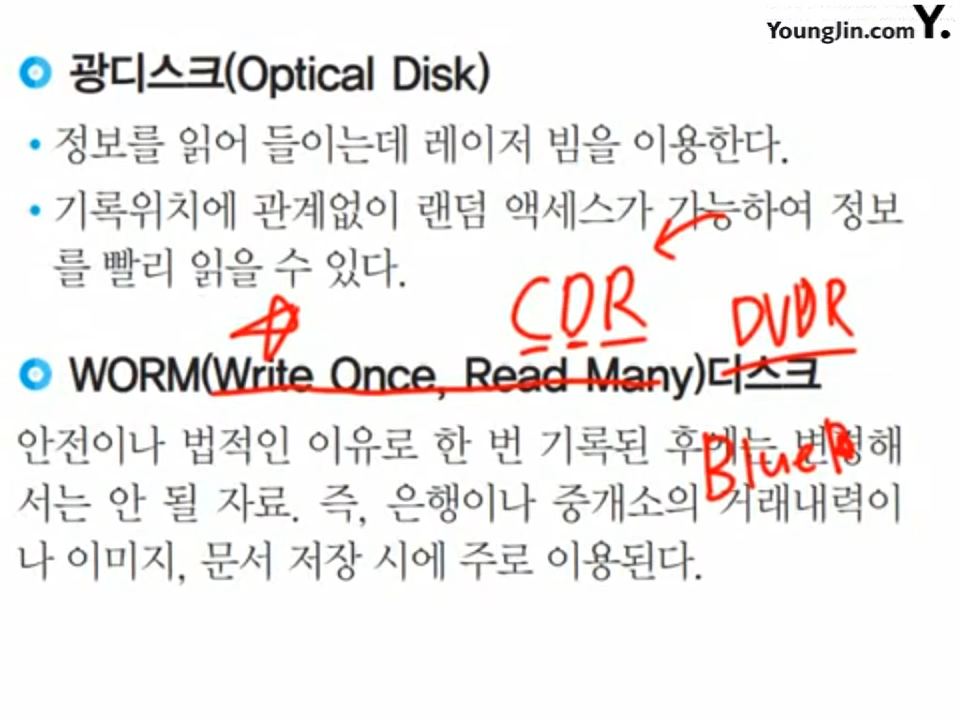 YoungJin.com Y.
광디스크(Optical Disk)
• 정보를 읽어 들이는데 레이저 빔을 이용한다.
• 기록위치에 관계없이 랜덤 액세스가 가능하여 정보
를 빨리 읽을 수 있다.
CDR
DVDR
WORM(Write Once, Read Many)디스크
안전이나 법적인 이유로 한 번 기록된 후에는 변경해
Blue
서는 안 될 자료. 즉, 은행이나 중개소의 거래내력이
나 이미지, 문서 저장 시에 주로 이용된다.